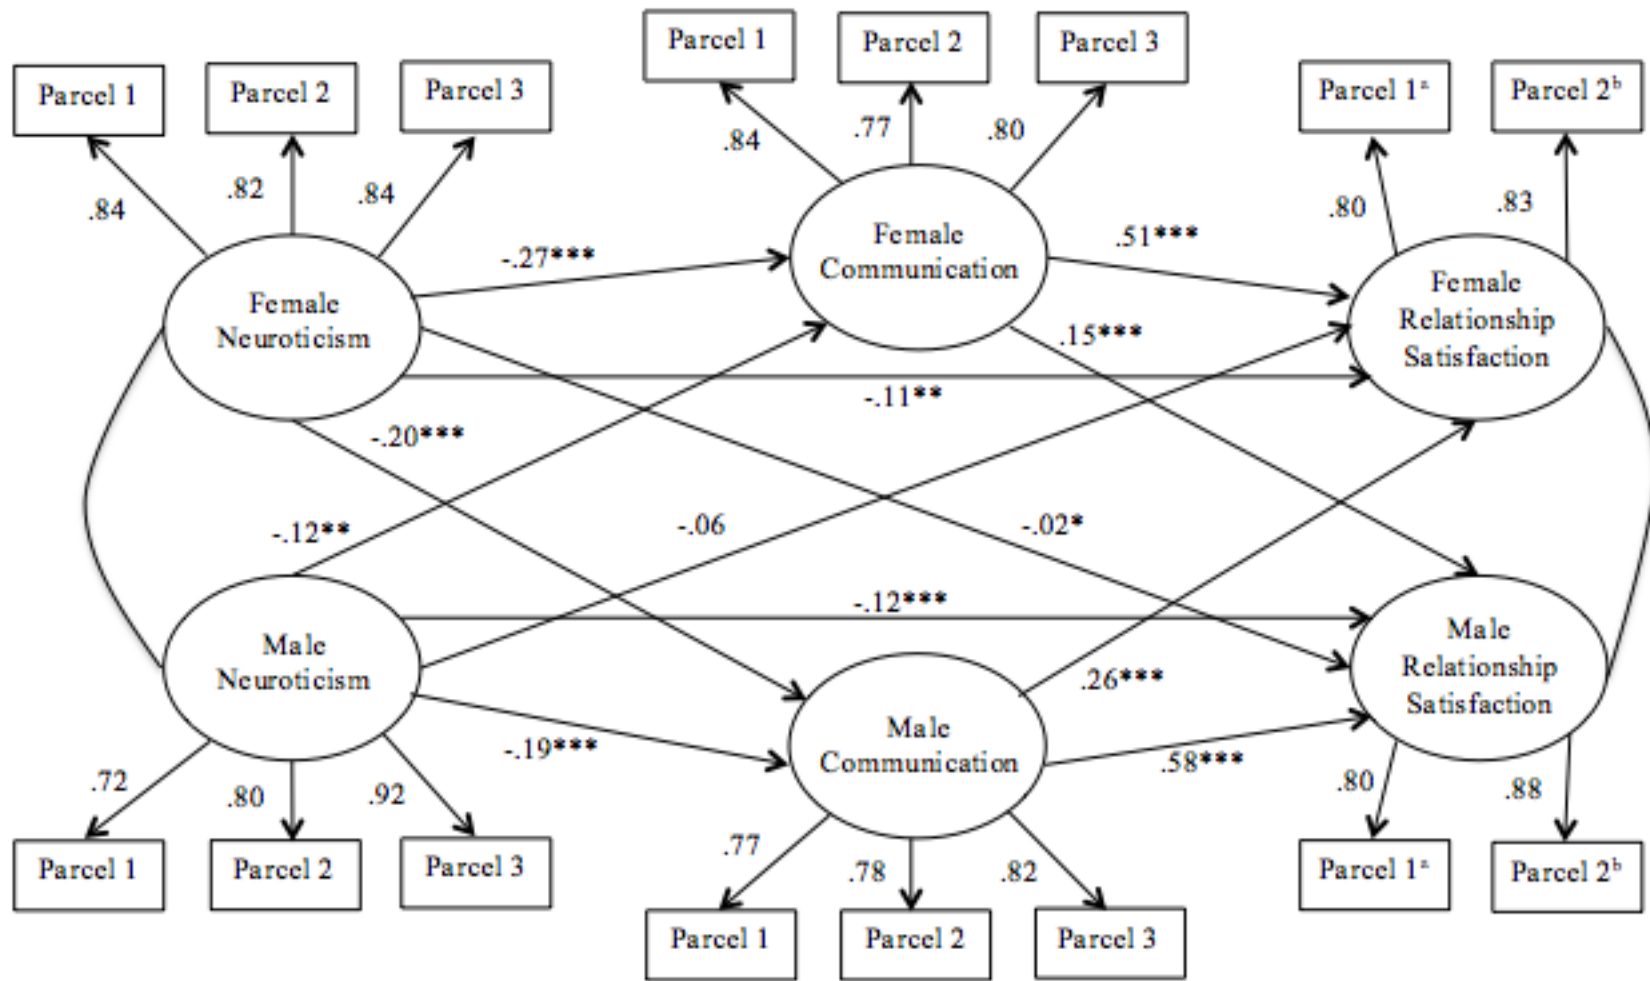 Parcel 1
Parcel 2
Parcel 3
Parcel 1
Parcel 2
Parcel 3
Parcel 1ᵃ
Parcel 2ᵇ
.84
.82
.84
.84
.77
.80
.80
.83
Female
Neuroticism
-.27***
Female
Communication
.51***
Female
Relationship
Satisfaction
.15***
-.11**
-.20***
-.12**
-.06
-.02*
-.12***
Male
Neuroticism
-.19***
Male
Communication
.26***
.58***
Male
Relationship
Satisfaction
.72
.80
.92
.77
.78
.82
.80
.88
Parcel 1
Parcel 2
Parcel 3
Parcel 1
Parcel 2
Parcel 3
Parcel 1ᵃ
Parcel 2ᵇ